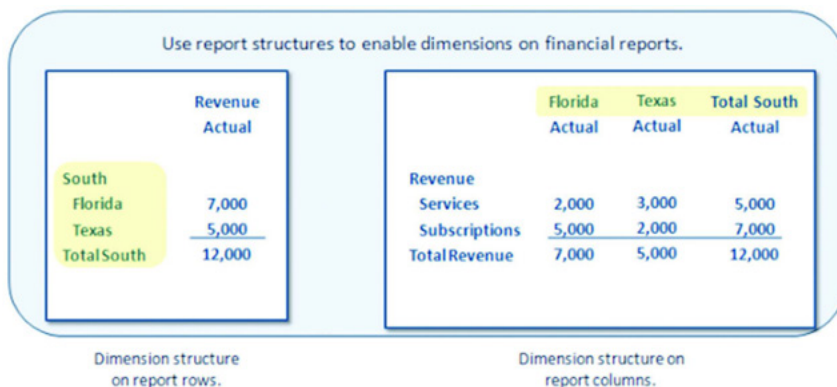 Use report structures to enable dimensions on financial reports.
Revenue
Actual
South
Florida 7,000
Texas 5,000
Total South 12,000
Florida Texas Total South
Actual Actual Actual
Revenue
Services 2,000 3,000 5,000
Subscriptions 5,000 2,000 7,000
Total Revenue 7,000 5,000 12,000
Dimension structure
on report rows.
Dimension structure on
report columns.